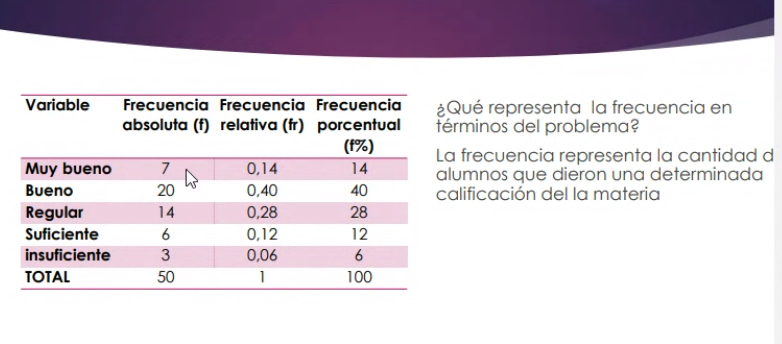 Variable Frecuencia Frecuencia Frecuencia
absoluta (f) relativa (fr) porcentual
(f%)
Muy bueno 7 0,14 14
Bueno 20 0,40 40
Regular 14 0,28 28
Suficiente 6 0,12 12
insuficiente 3 0,06 6
TOTAL 50 1 100
¿Qué representa la frecuencia en
términos del problema?
La frecuencia representa la cantidad d
alumnos que dieron una determinada
calificación del la materia